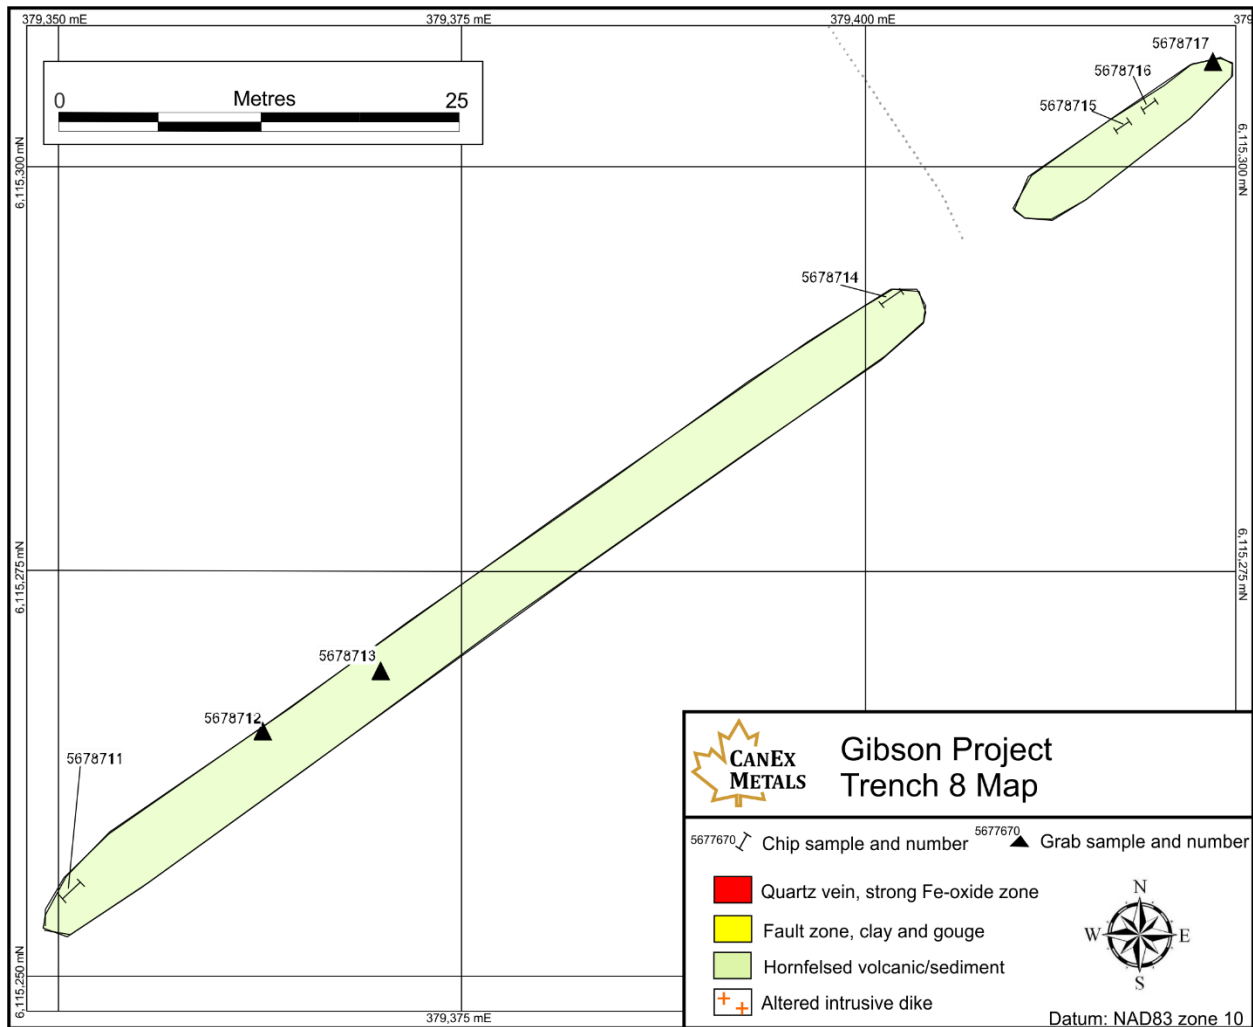 379,350 mE
379,375 mE
379,400 mE
379
0 Metres 25
5678717
5678716
5678715
6,115,300 mN
6,115,300 mN
5678714
6,115,275 mN
6,115,275 mN
5678713
5678712
5678711
CANEX
METALS
Gibson Project
Trench 8 Map
5677670 Chip sample and number
5677670 Grab sample and number
Quartz vein, strong Fe-oxide zone
Fault zone, clay and gouge
Hornfelsed volcanic/sediment
Altered intrusive dike
N
W E
S
Datum: NAD83 zone 10
6,115,250 mN
379,375 mE